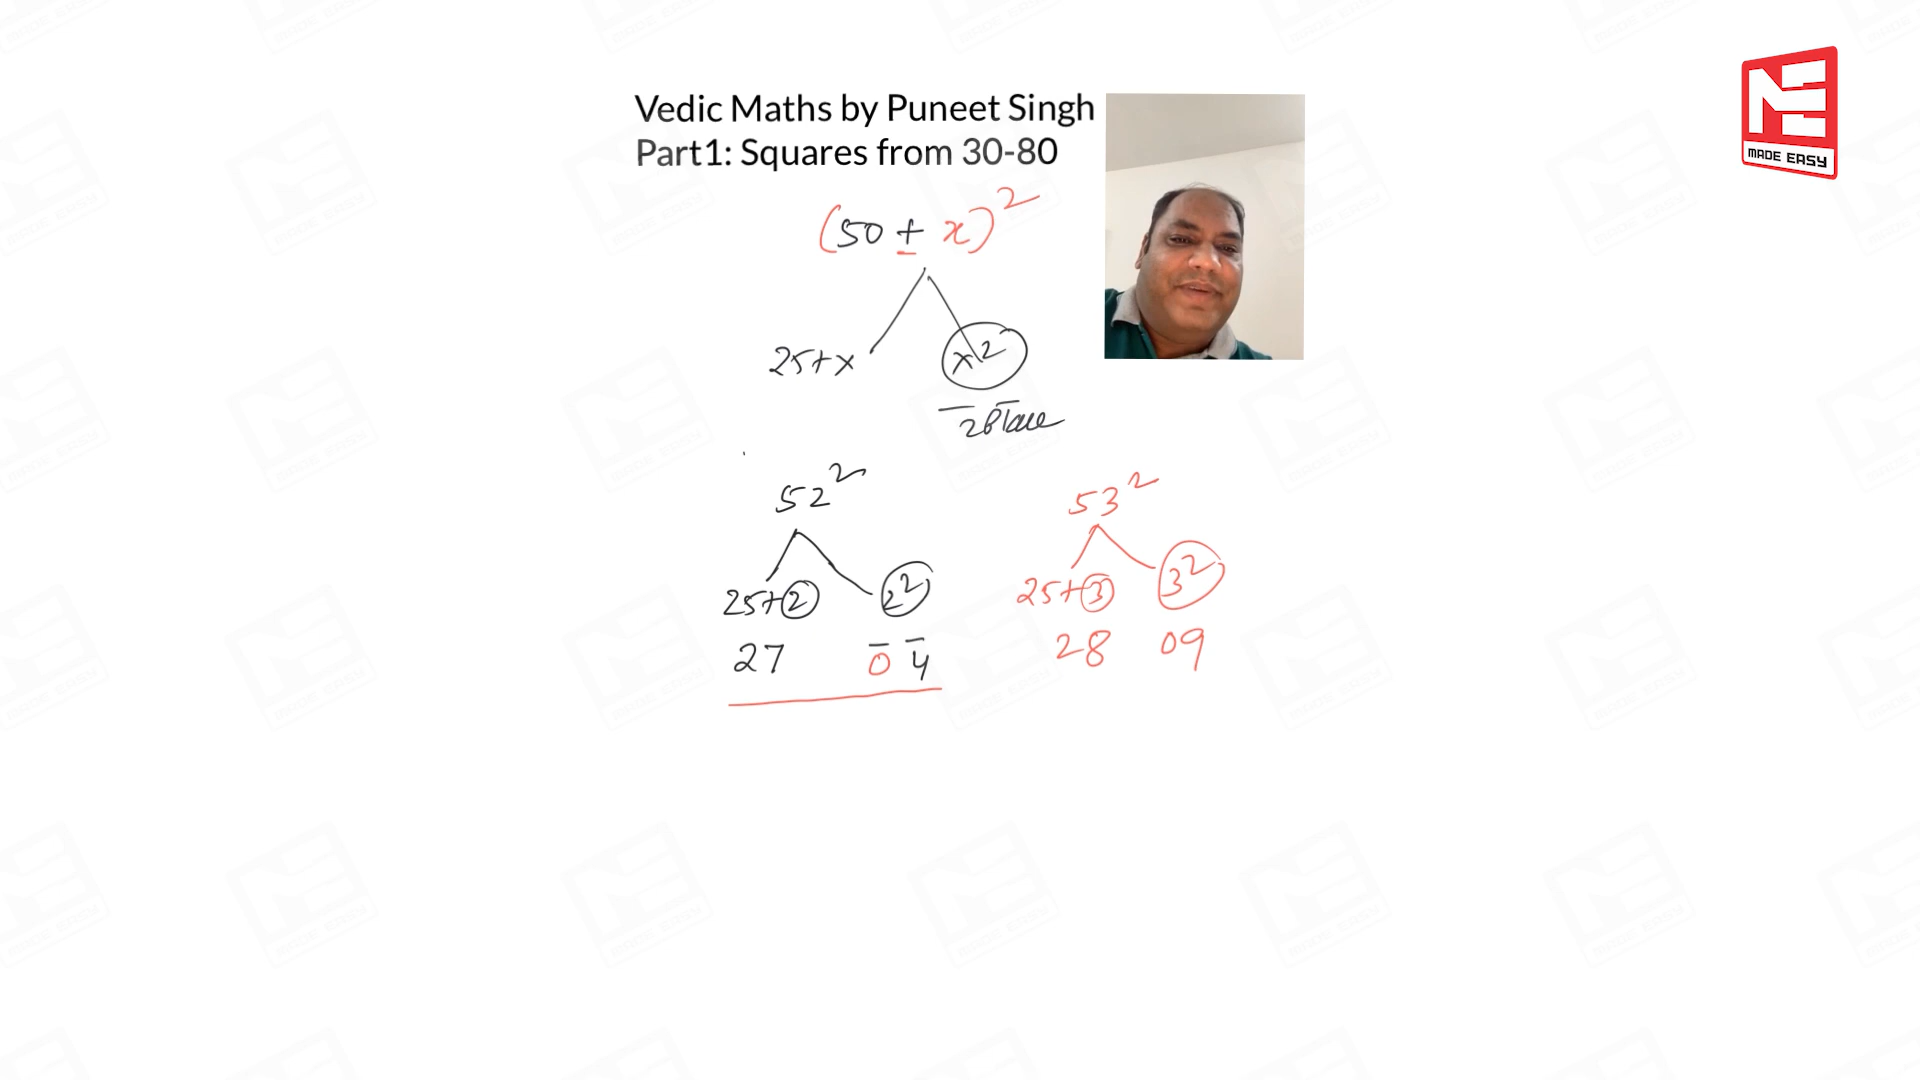 Vedic Maths by Puneet Singh
Part1: Squares from 30-80
MADE EASY
(50 ± x)²
25+x x²
52² 53²
25+2 2² 25+3 3²
27 04 28 09